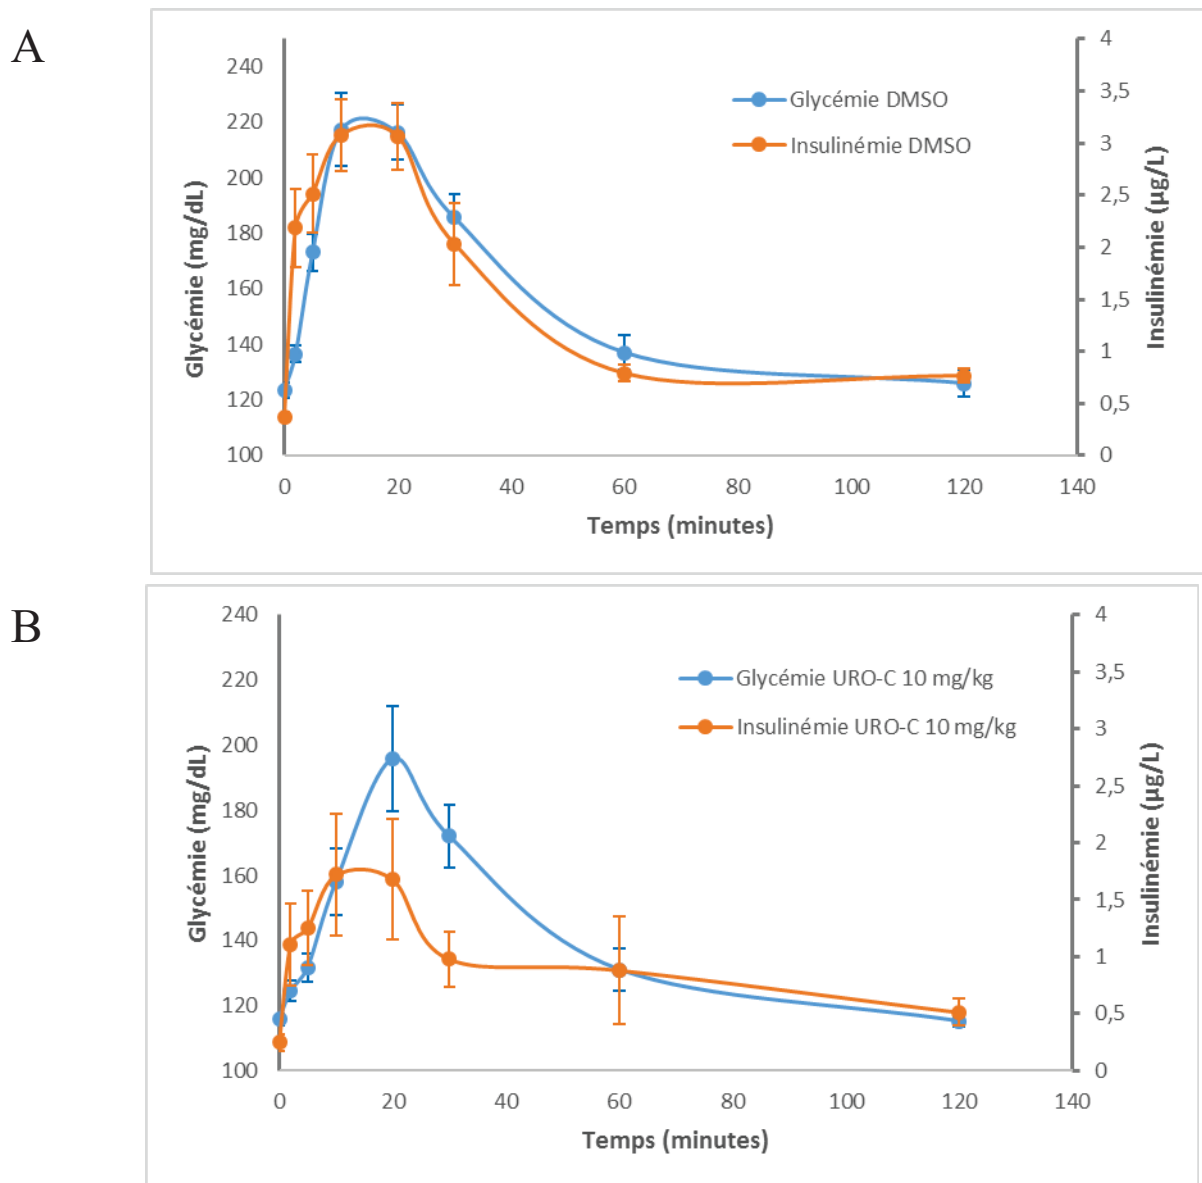 A
Glycémie (mg/dL)
240
220
200
180
160
140
120
100
Glycémie DMSO
Insulinémie DMSO
4
3,5
3
2,5
2
1,5
1
0,5
0
Insulinémie (µg/L)
0 20 40 60 80 100 120 140
Temps (minutes)
B
Glycémie (mg/dL)
240
220
200
180
160
140
120
100
Glycémie URO-C 10 mg/kg
Insulinémie URO-C 10 mg/kg
4
3,5
3
2,5
2
1,5
1
0,5
0
Insulinémie (µg/L)
0 20 40 60 80 100 120 140
Temps (minutes)